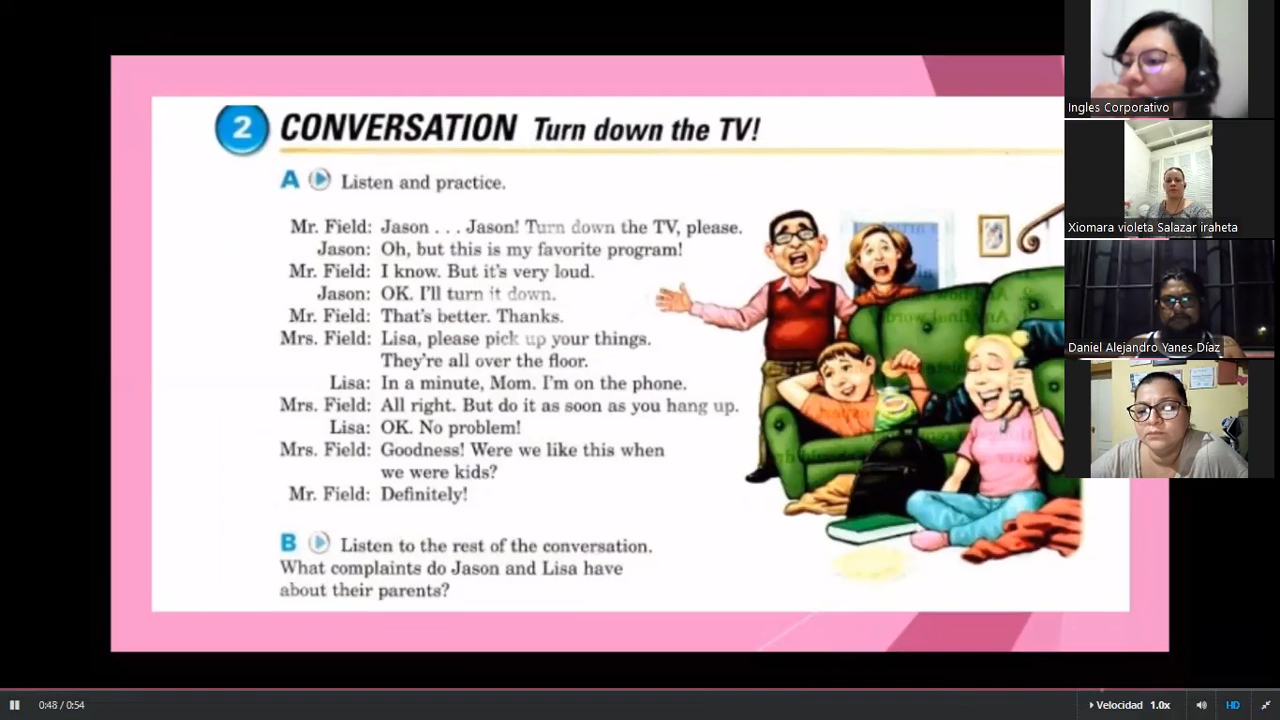 2 CONVERSATION Turn down the TV!
A Listen and practice.
Mr. Field: Jason . . . Jason! Turn down the TV, please.
Jason: Oh, but this is my favorite program!
Mr. Field: I know. But it's very loud.
Jason: OK. I'll turn it down.
Mr. Field: That's better. Thanks.
Mrs. Field: Lisa, please pick up your things.
They're all over the floor.
Lisa: In a minute, Mom. I'm on the phone.
Mrs. Field: All right. But do it as soon as you hang up.
Lisa: OK. No problem!
Mrs. Field: Goodness! Were we like this when
we were kids?
Mr. Field: Definitely!
B Listen to the rest of the conversation.
What complaints do Jason and Lisa have
about their parents?
Ingles Corporativo
Xiomara violeta Salazar iraheta
Daniel Alejandro Yanes Díaz
0:48 / 0:54
Velocidad 1.0x
HD